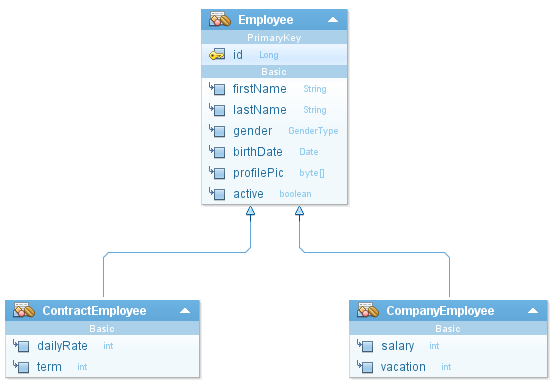 Employee
PrimaryKey
id Long
Basic
firstName String
lastName String
gender GenderType
birthDate Date
profilePic byte[]
active boolean
ContractEmployee
Basic
dailyRate int
term int
CompanyEmployee
Basic
salary int
vacation int